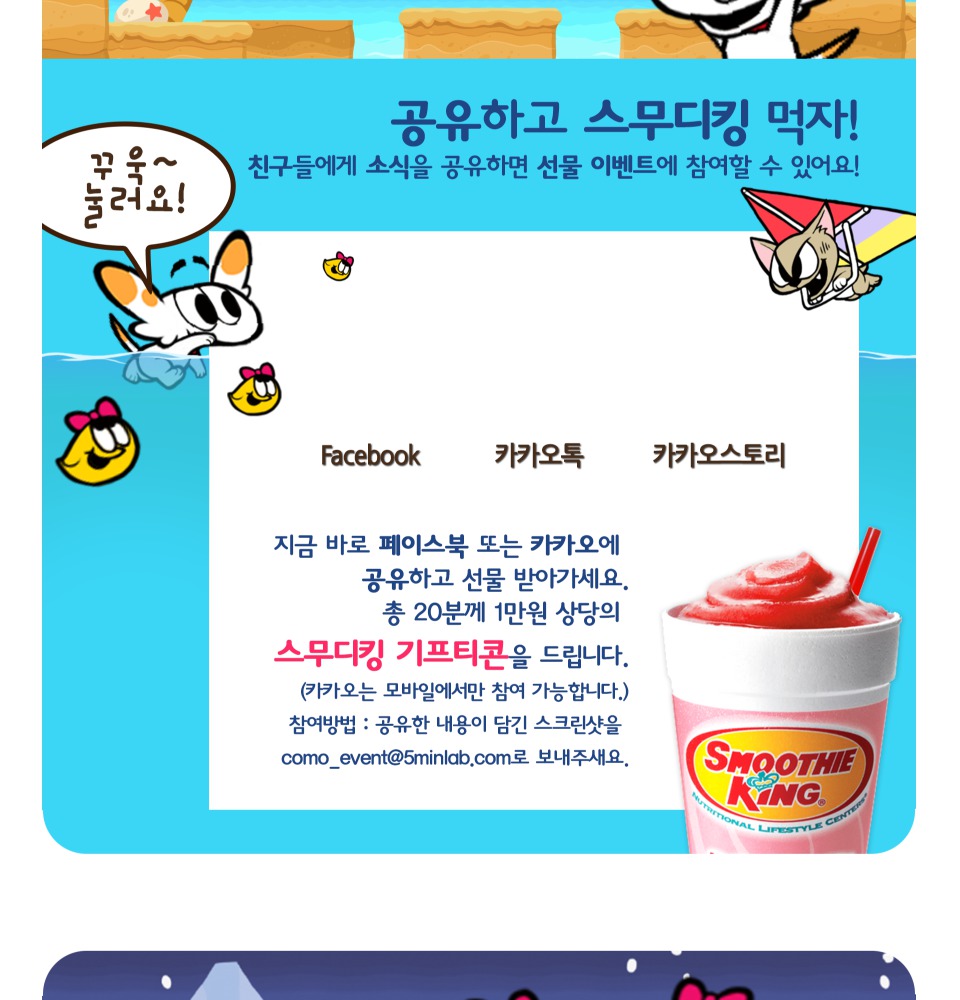 공유하고 스무디킹 먹자!
친구들에게 소식을 공유하면 선물 이벤트에 참여할 수 있어요!
꾸욱~
눌러요!
Facebook 카카오톡 카카오스토리
지금 바로 페이스북 또는 카카오에
공유하고 선물 받아가세요.
총 20분께 1만원 상당의
스무디킹 기프티콘을 드립니다.
(카카오는 모바일에서만 참여 가능합니다.)
참여방법 : 공유한 내용이 담긴 스크린샷을
como_event@5minlab.com로 보내주새요.
SMOOTHIE
KING®
NUTRITIONAL LIFESTYLE CENTERS